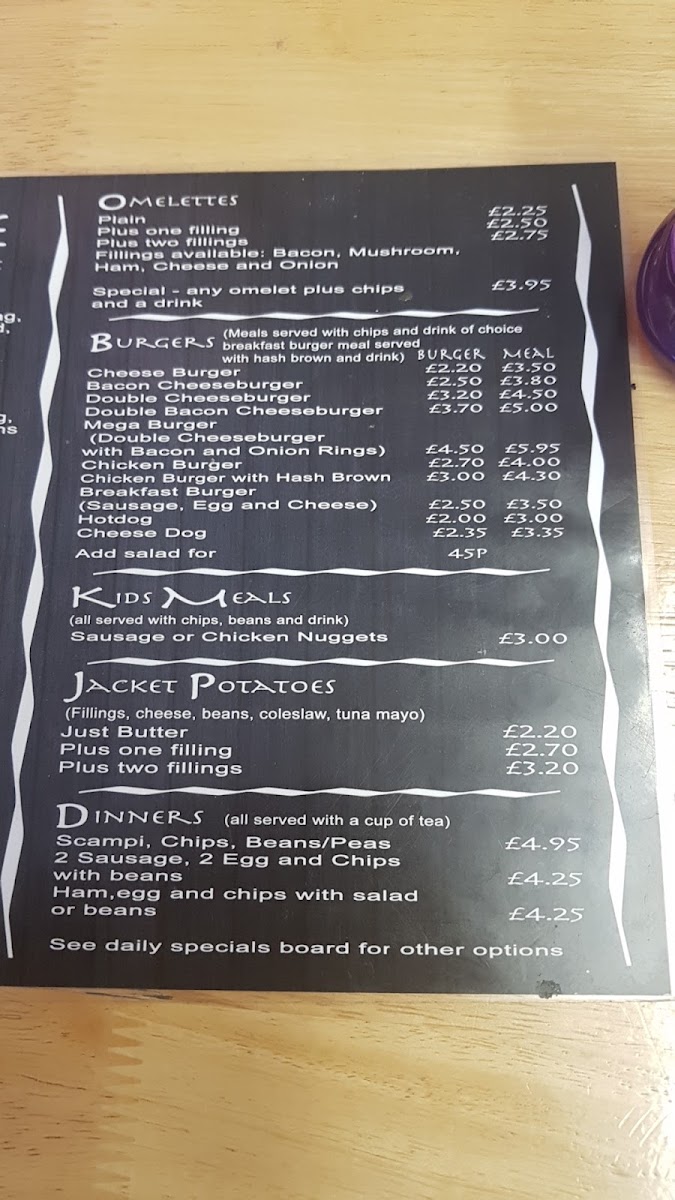 Omelettes
Plain £2.25
Plus one filling £2.50
Plus two fillings £2.75
Fillings available: Bacon, Mushroom,
Ham, Cheese and Onion
Special - any omelet plus chips £3.95
and a drink
Burgers (Meals served with chips and drink of choice
breakfast burger meal served
with hash brown and drink) Burger Meal
Cheese Burger £2.20 £3.50
Bacon Cheeseburger £2.50 £3.80
Double Cheeseburger £3.20 £4.50
Double Bacon Cheeseburger £3.70 £5.00
Mega Burger
(Double Cheeseburger
with Bacon and Onion Rings) £4.50 £5.95
Chicken Burger £2.70 £4.00
Chicken Burger with Hash Brown £3.00 £4.30
Breakfast Burger
(Sausage, Egg and Cheese) £2.50 £3.50
Hotdog £2.00 £3.00
Cheese Dog £2.35 £3.35
Add salad for 45P
Kids Meals
(all served with chips, beans and drink)
Sausage or Chicken Nuggets £3.00
Jacket Potatoes
(Fillings, cheese, beans, coleslaw, tuna mayo)
Just Butter £2.20
Plus one filling £2.70
Plus two fillings £3.20
Dinners (all served with a cup of tea)
Scampi, Chips, Beans/Peas £4.95
2 Sausage, 2 Egg and Chips
with beans £4.25
Ham,egg and chips with salad
or beans £4.25
See daily specials board for other options